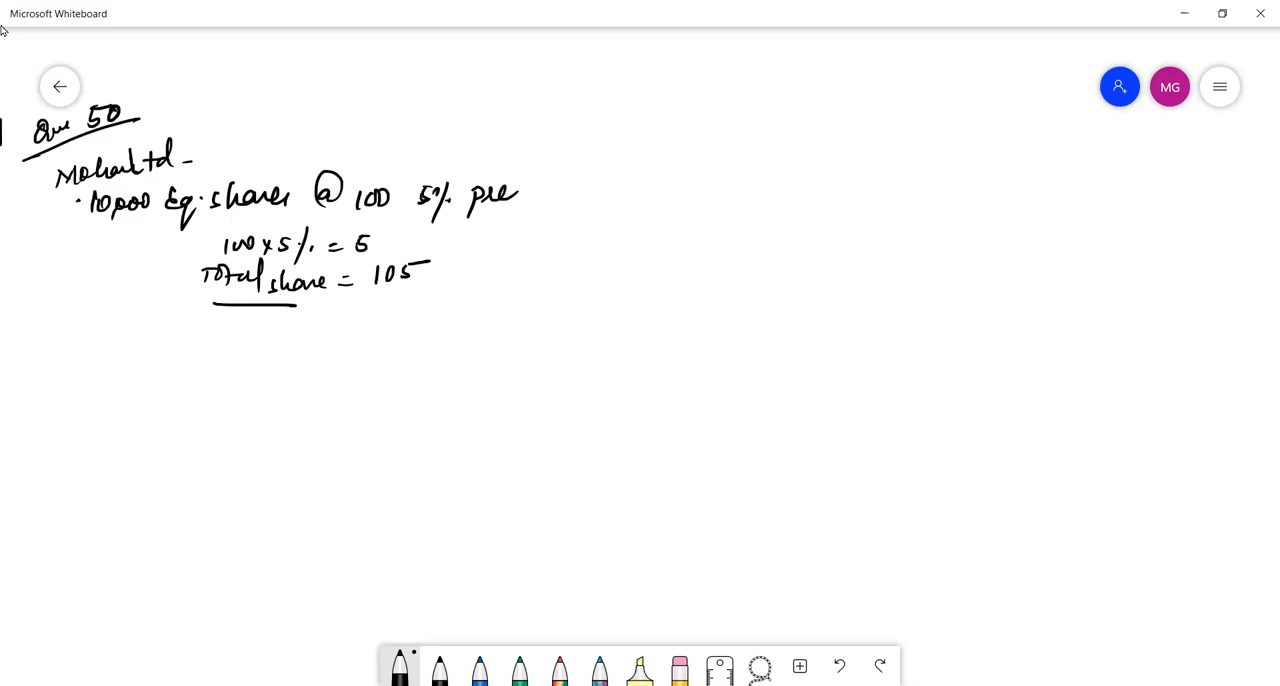 Microsoft Whiteboard
MG
Que 50
Mohan Ltd -
· 10,000 Eq. shares @ 100 5% pre
100 x 5% = 5
Total share = 105